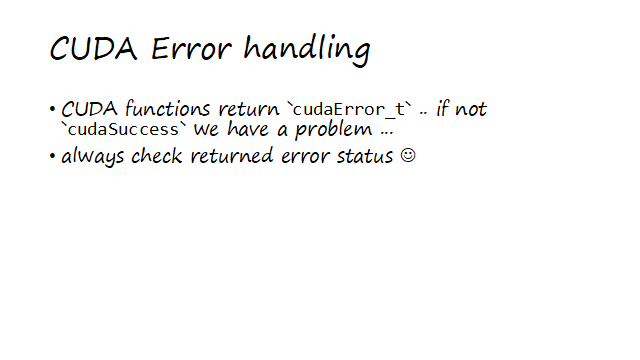 CUDA Error handling
• CUDA functions return `cudaError_t` .. if not
`cudaSuccess` we have a problem ...
• always check returned error status ☺